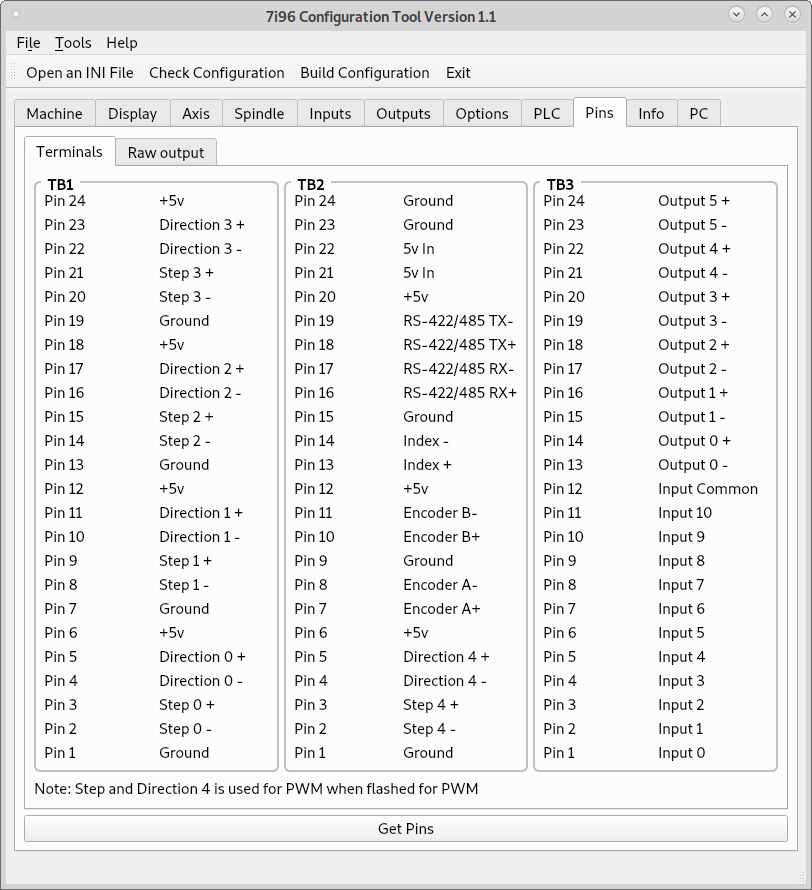 7i96 Configuration Tool Version 1.1
File Tools Help
Open an INI File Check Configuration Build Configuration Exit
Machine Display Axis Spindle Inputs Outputs Options PLC Pins Info PC
Terminals Raw output
TB1
Pin 24 +5v
Pin 23 Direction 3 +
Pin 22 Direction 3 -
Pin 21 Step 3 +
Pin 20 Step 3 -
Pin 19 Ground
Pin 18 +5v
Pin 17 Direction 2 +
Pin 16 Direction 2 -
Pin 15 Step 2 +
Pin 14 Step 2 -
Pin 13 Ground
Pin 12 +5v
Pin 11 Direction 1 +
Pin 10 Direction 1 -
Pin 9 Step 1 +
Pin 8 Step 1 -
Pin 7 Ground
Pin 6 +5v
Pin 5 Direction 0 +
Pin 4 Direction 0 -
Pin 3 Step 0 +
Pin 2 Step 0 -
Pin 1 Ground
TB2
Pin 24 Ground
Pin 23 Ground
Pin 22 5v In
Pin 21 5v In
Pin 20 +5v
Pin 19 RS-422/485 TX-
Pin 18 RS-422/485 TX+
Pin 17 RS-422/485 RX-
Pin 16 RS-422/485 RX+
Pin 15 Ground
Pin 14 Index -
Pin 13 Index +
Pin 12 +5v
Pin 11 Encoder B-
Pin 10 Encoder B+
Pin 9 Ground
Pin 8 Encoder A-
Pin 7 Encoder A+
Pin 6 +5v
Pin 5 Direction 4 +
Pin 4 Direction 4 -
Pin 3 Step 4 +
Pin 2 Step 4 -
Pin 1 Ground
TB3
Pin 24 Output 5 +
Pin 23 Output 5 -
Pin 22 Output 4 +
Pin 21 Output 4 -
Pin 20 Output 3 +
Pin 19 Output 3 -
Pin 18 Output 2 +
Pin 17 Output 2 -
Pin 16 Output 1 +
Pin 15 Output 1 -
Pin 14 Output 0 +
Pin 13 Output 0 -
Pin 12 Input Common
Pin 11 Input 10
Pin 10 Input 9
Pin 9 Input 8
Pin 8 Input 7
Pin 7 Input 6
Pin 6 Input 5
Pin 5 Input 4
Pin 4 Input 3
Pin 3 Input 2
Pin 2 Input 1
Pin 1 Input 0
Note: Step and Direction 4 is used for PWM when flashed for PWM
Get Pins